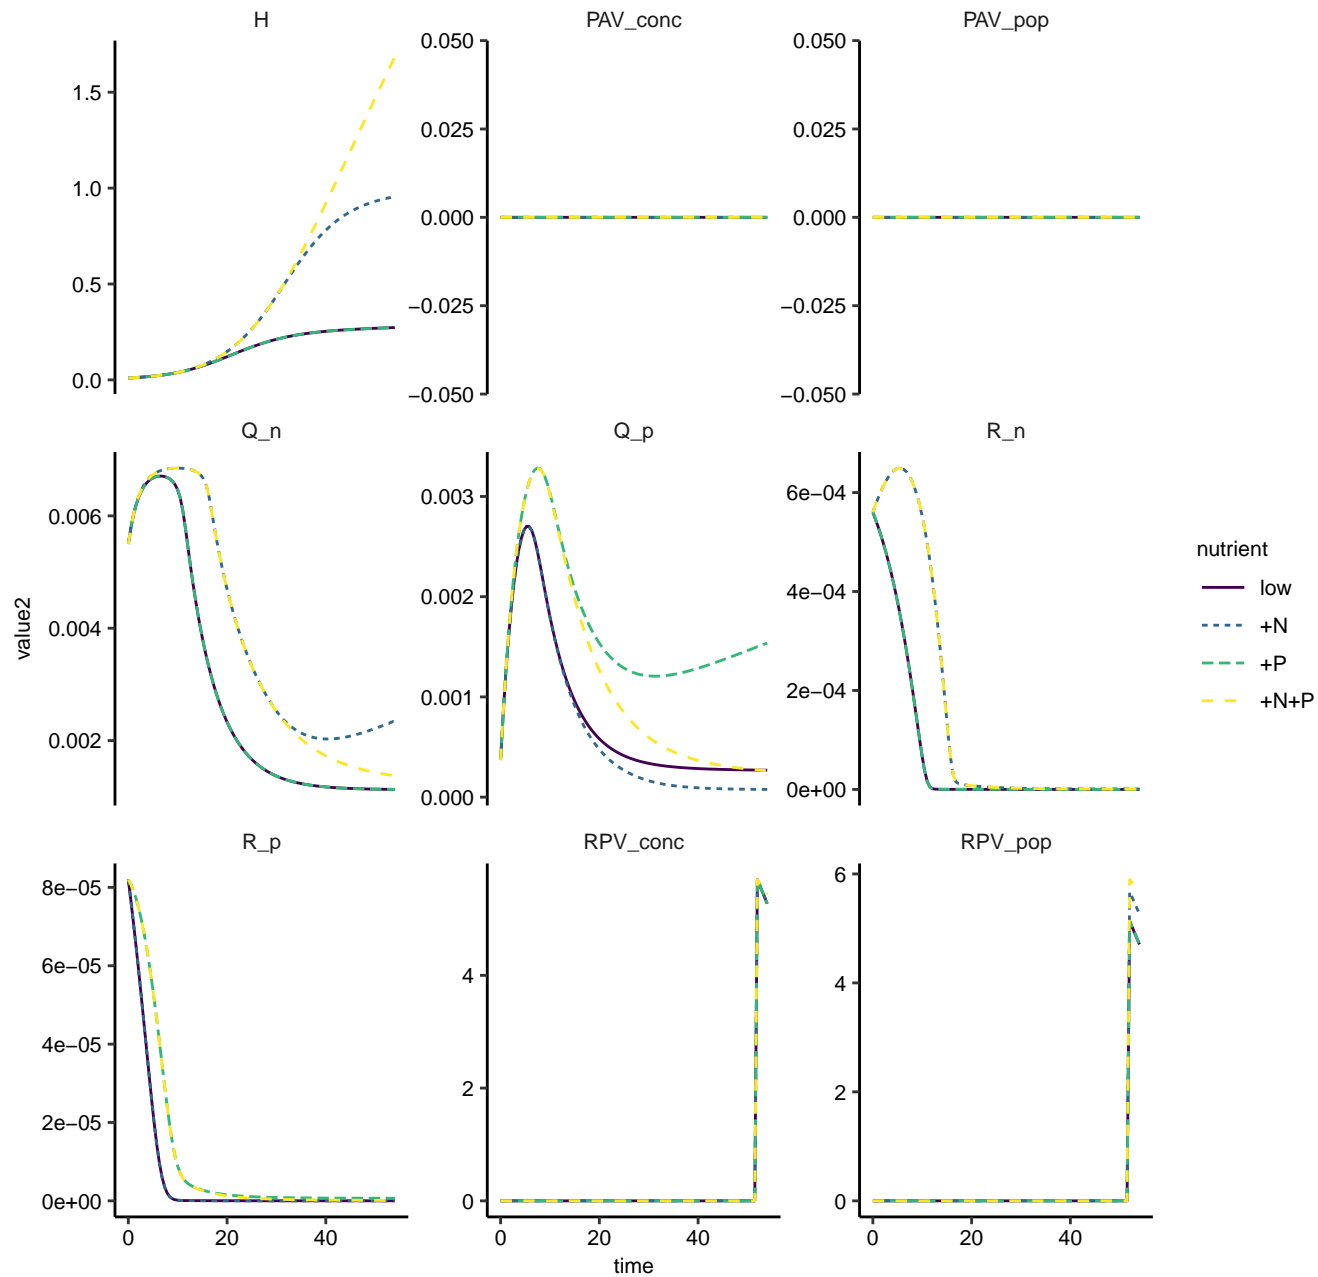 H
PAV_conc
PAV_pop
0.0
0.5
1.0
1.5
−0.050
−0.025
0.000
0.025
0.050
−0.050
−0.025
0.000
0.025
0.050
Q_n
Q_p
R_n
0.002
0.004
0.006
0.000
0.001
0.002
0.003
0e+00
2e−04
4e−04
6e−04
R_p
RPV_conc
RPV_pop
0e+00
2e−05
4e−05
6e−05
8e−05
0
2
4
0
2
4
6
0 20 40
0 20 40
0 20 40
time
value2
nutrient
low
+N
+P
+N+P